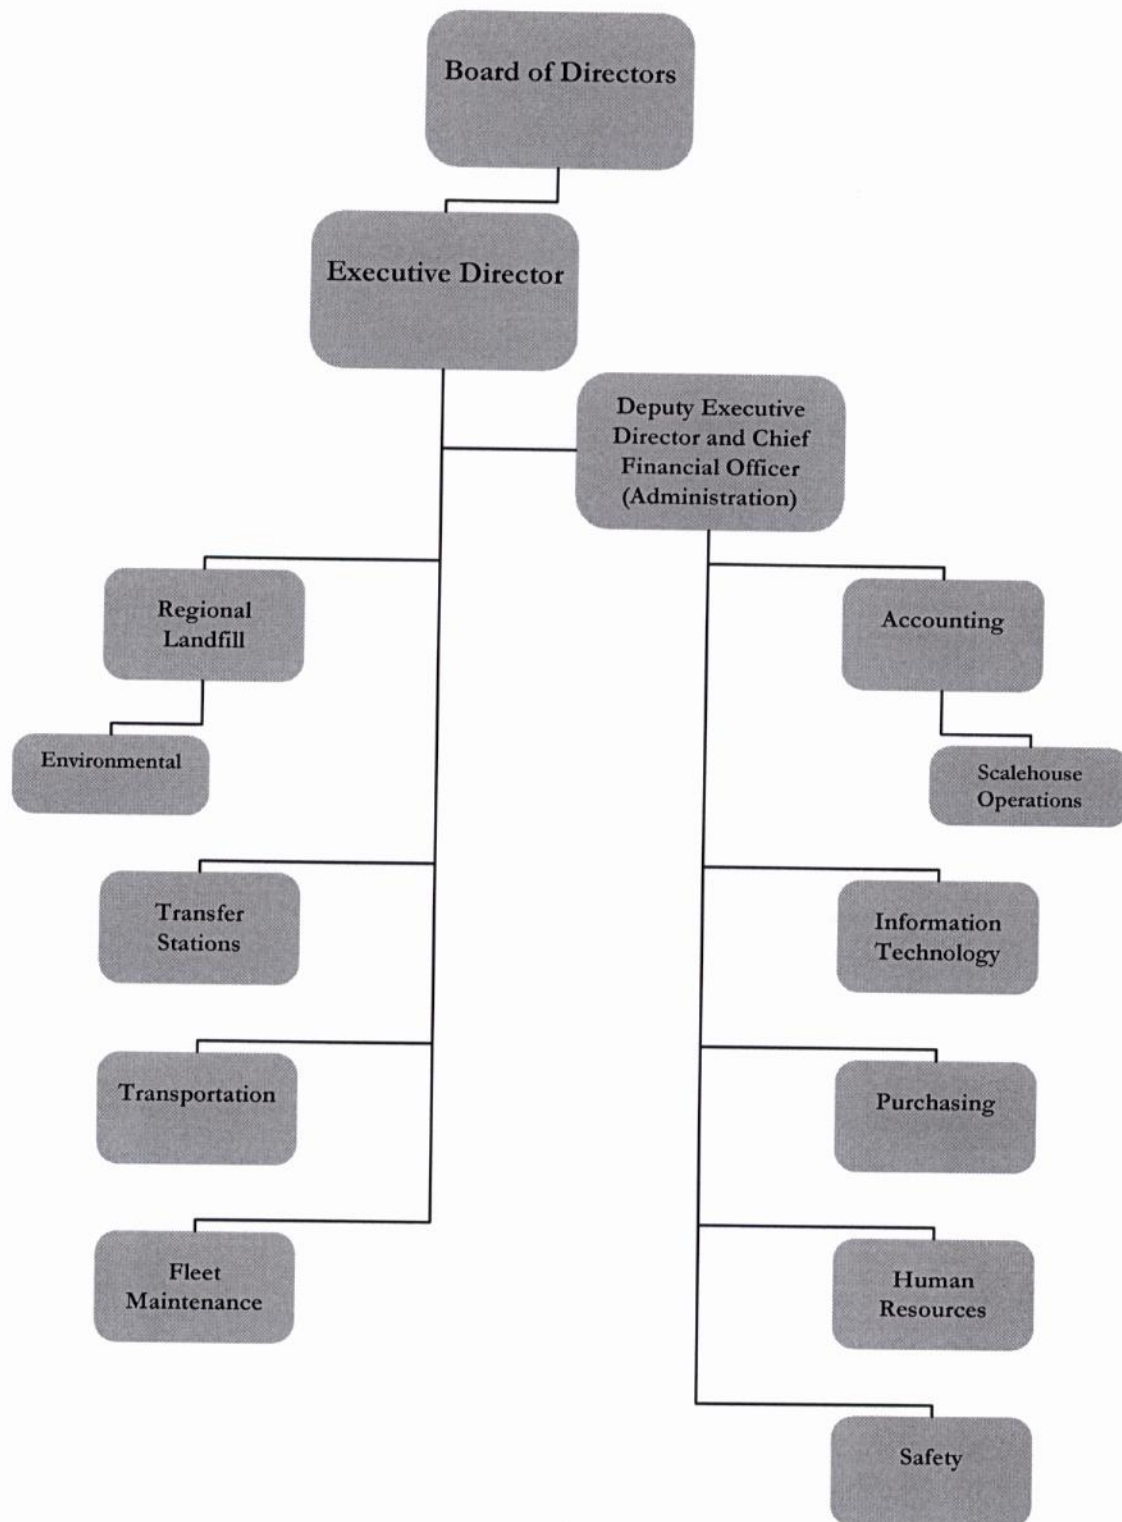 Board of Directors
Executive Director
Deputy Executive
Director and Chief
Financial Officer
(Administration)
Regional
Landfill
Accounting
Environmental
Scalehouse
Operations
Transfer
Stations
Information
Technology
Transportation
Purchasing
Fleet
Maintenance
Human
Resources
Safety